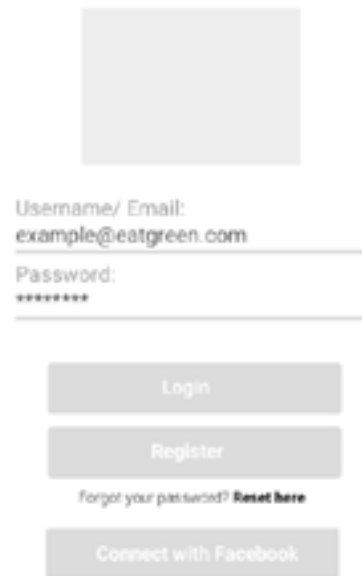 Username/ Email:
example@eatgreen.com
Password:
********
Login
Register
Forgot your password? Reset here
Connect with Facebook